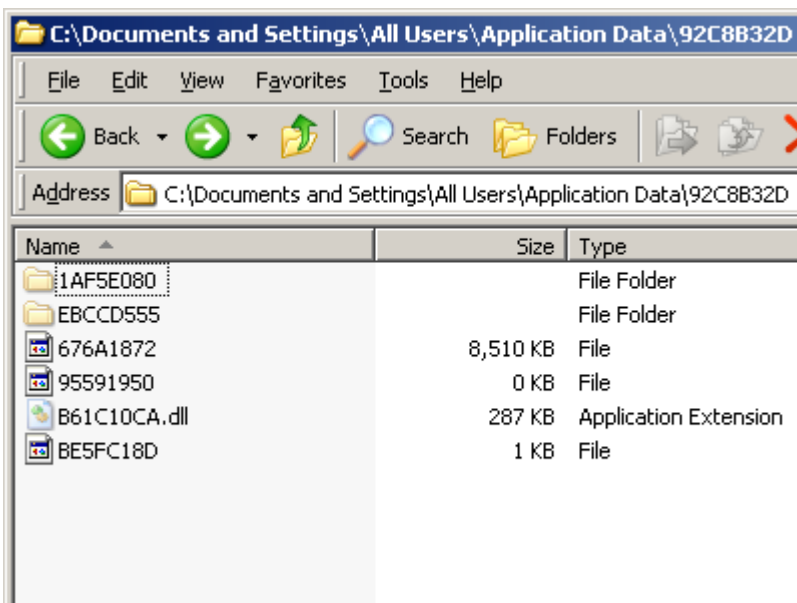 C:\Documents and Settings\All Users\Application Data\92C8B32D
File Edit View Favorites Tools Help
Back Search Folders
Address C:\Documents and Settings\All Users\Application Data\92C8B32D
Name Size Type
1AF5E080 File Folder
EBCCD555 File Folder
676A1872 8,510 KB File
95591950 0 KB File
B61C10CA.dll 287 KB Application Extension
BE5FC18D 1 KB File